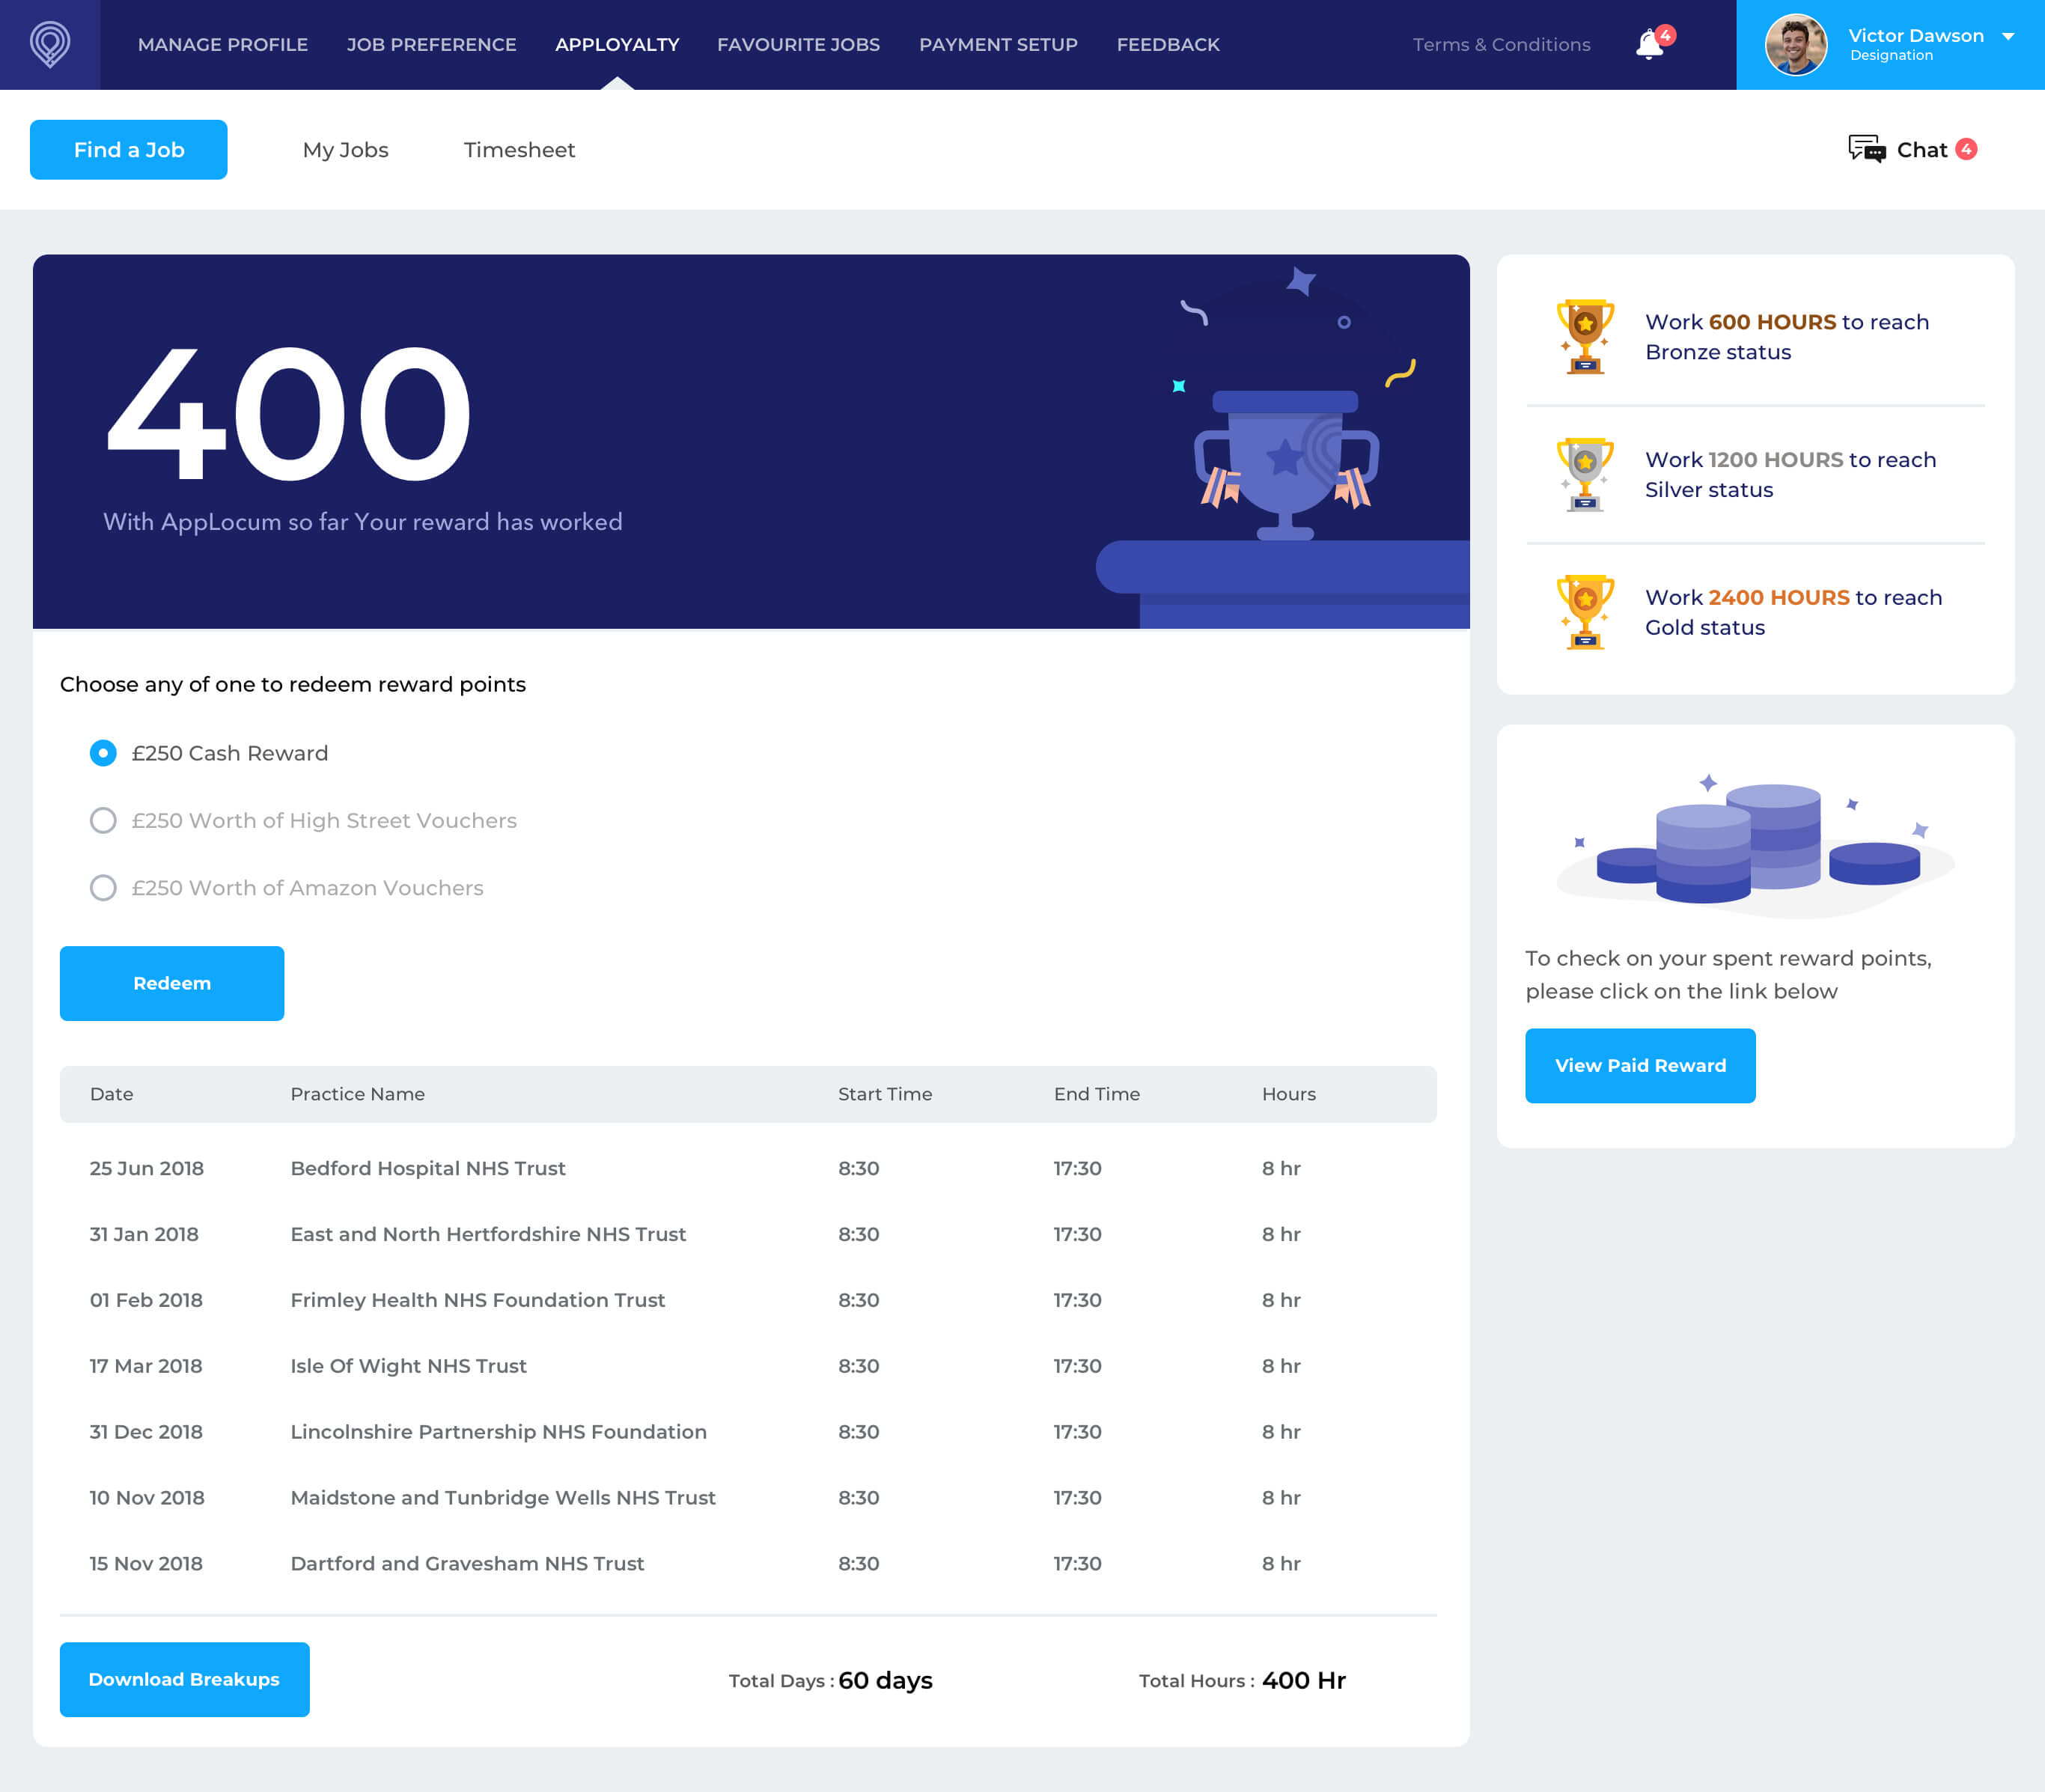 MANAGE PROFILE JOB PREFERENCE APPLOYALTY FAVOURITE JOBS PAYMENT SETUP FEEDBACK Terms & Conditions 4 Victor Dawson
Designation
Find a Job My Jobs Timesheet Chat 4
400
With AppLocum so far Your reward has worked
Work 600 HOURS to reach
Bronze status
Work 1200 HOURS to reach
Silver status
Work 2400 HOURS to reach
Gold status
Choose any of one to redeem reward points
£250 Cash Reward
£250 Worth of High Street Vouchers
£250 Worth of Amazon Vouchers
Redeem
To check on your spent reward points,
please click on the link below
View Paid Reward
Date Practice Name Start Time End Time Hours
25 Jun 2018 Bedford Hospital NHS Trust 8:30 17:30 8 hr
31 Jan 2018 East and North Hertfordshire NHS Trust 8:30 17:30 8 hr
01 Feb 2018 Frimley Health NHS Foundation Trust 8:30 17:30 8 hr
17 Mar 2018 Isle Of Wight NHS Trust 8:30 17:30 8 hr
31 Dec 2018 Lincolnshire Partnership NHS Foundation 8:30 17:30 8 hr
10 Nov 2018 Maidstone and Tunbridge Wells NHS Trust 8:30 17:30 8 hr
15 Nov 2018 Dartford and Gravesham NHS Trust 8:30 17:30 8 hr
Download Breakups Total Days : 60 days Total Hours : 400 Hr